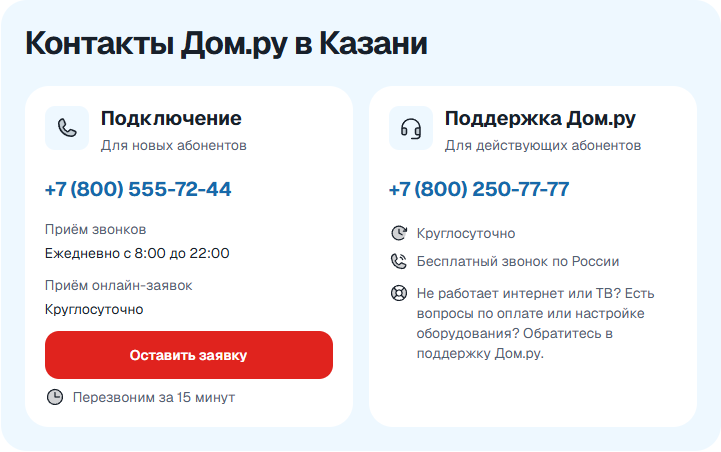 Контакты Дом.ру в Казани
Подключение
Для новых абонентов
+7 (800) 555-72-44
Приём звонков
Ежедневно с 8:00 до 22:00
Приём онлайн-заявок
Круглосуточно
Оставить заявку
Перезвоним за 15 минут
Поддержка Дом.ру
Для действующих абонентов
+7 (800) 250-77-77
Круглосуточно
Бесплатный звонок по России
Не работает интернет или ТВ? Есть
вопросы по оплате или настройке
оборудования? Обратитесь в
поддержку Дом.ру.